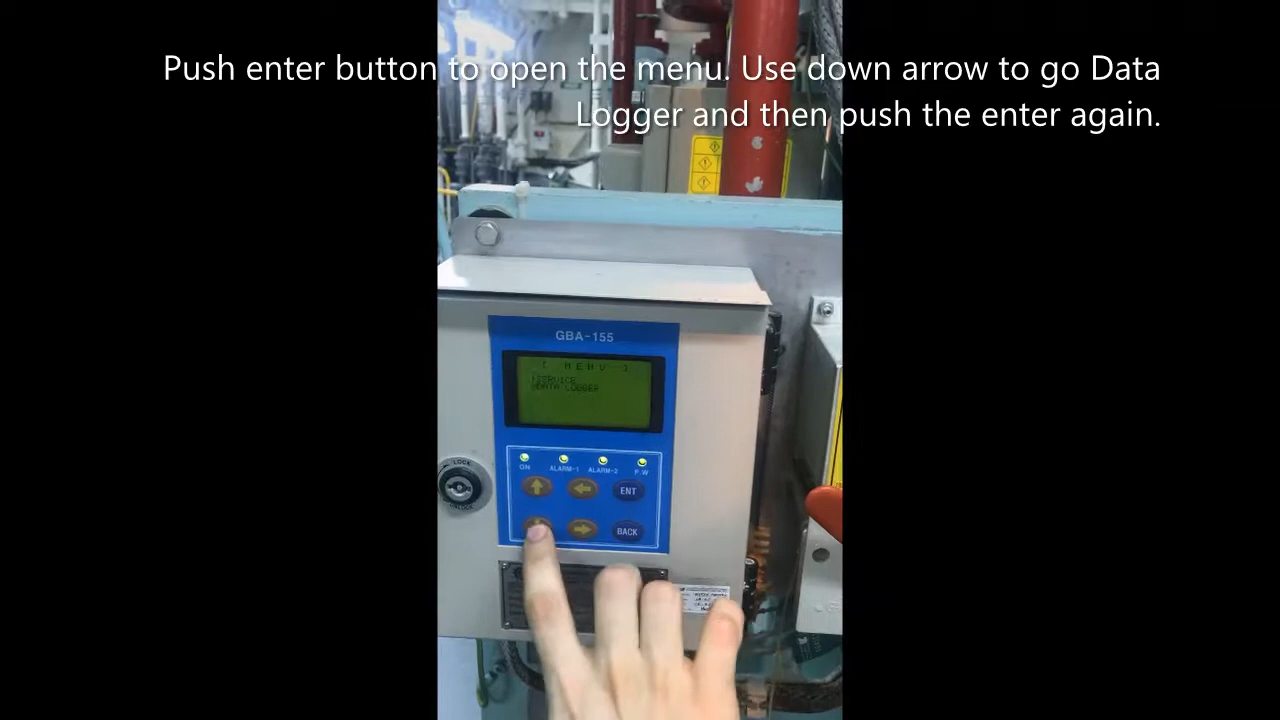 Push enter button to open the menu. Use down arrow to go Data
Logger and then push the enter again.
GBA-155
[ M E N U ]
SERVICE
DATA LOGGER
ON ALARM-1 ALARM-2 F.W
LOCK
UNLOCK
ENT
BACK